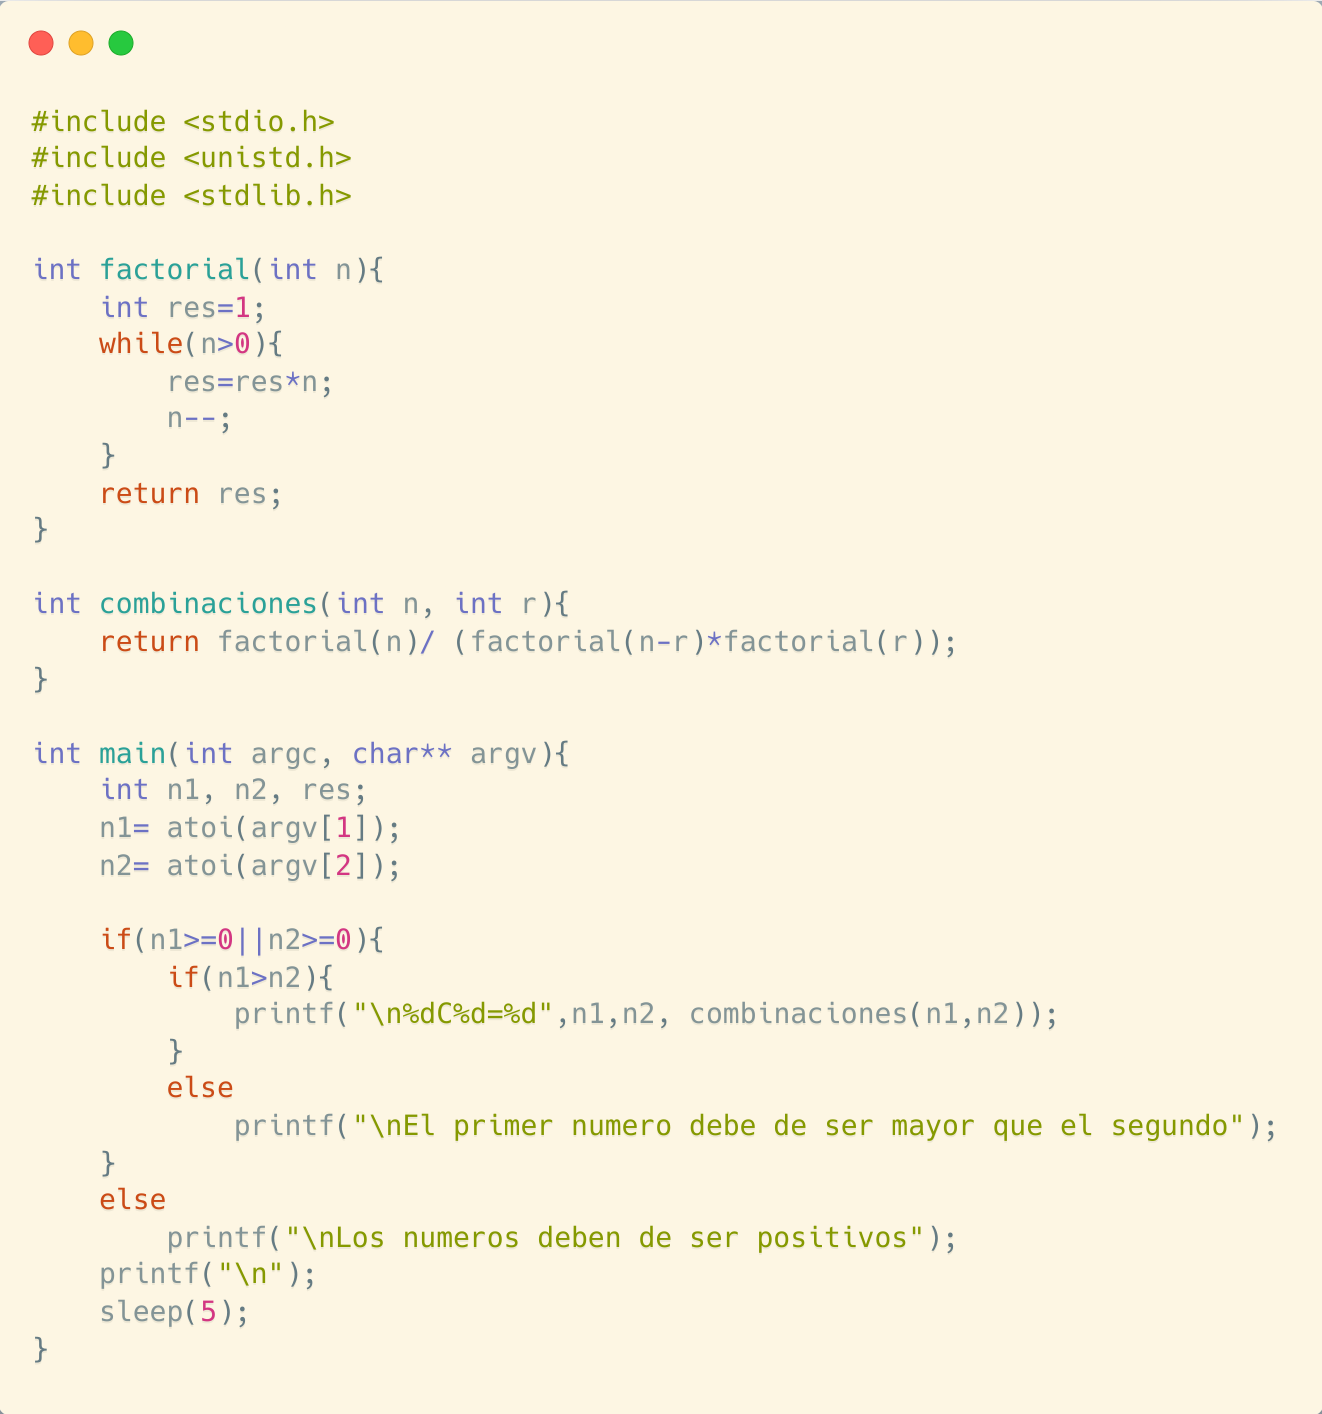 #include <stdio.h>
#include <unistd.h>
#include <stdlib.h>

int factorial(int n){
    int res=1;
    while(n>0){
        res=res*n;
        n--;
    }
    return res;
}

int combinaciones(int n, int r){
    return factorial(n)/ (factorial(n-r)*factorial(r));
}

int main(int argc, char** argv){
    int n1, n2, res;
    n1= atoi(argv[1]);
    n2= atoi(argv[2]);

    if(n1>=0||n2>=0){
        if(n1>n2){
            printf("\n%dC%d=%d",n1,n2, combinaciones(n1,n2));
        }
        else
            printf("\nEl primer numero debe de ser mayor que el segundo");
    }
    else
        printf("\nLos numeros deben de ser positivos");
    printf("\n");
    sleep(5);
}